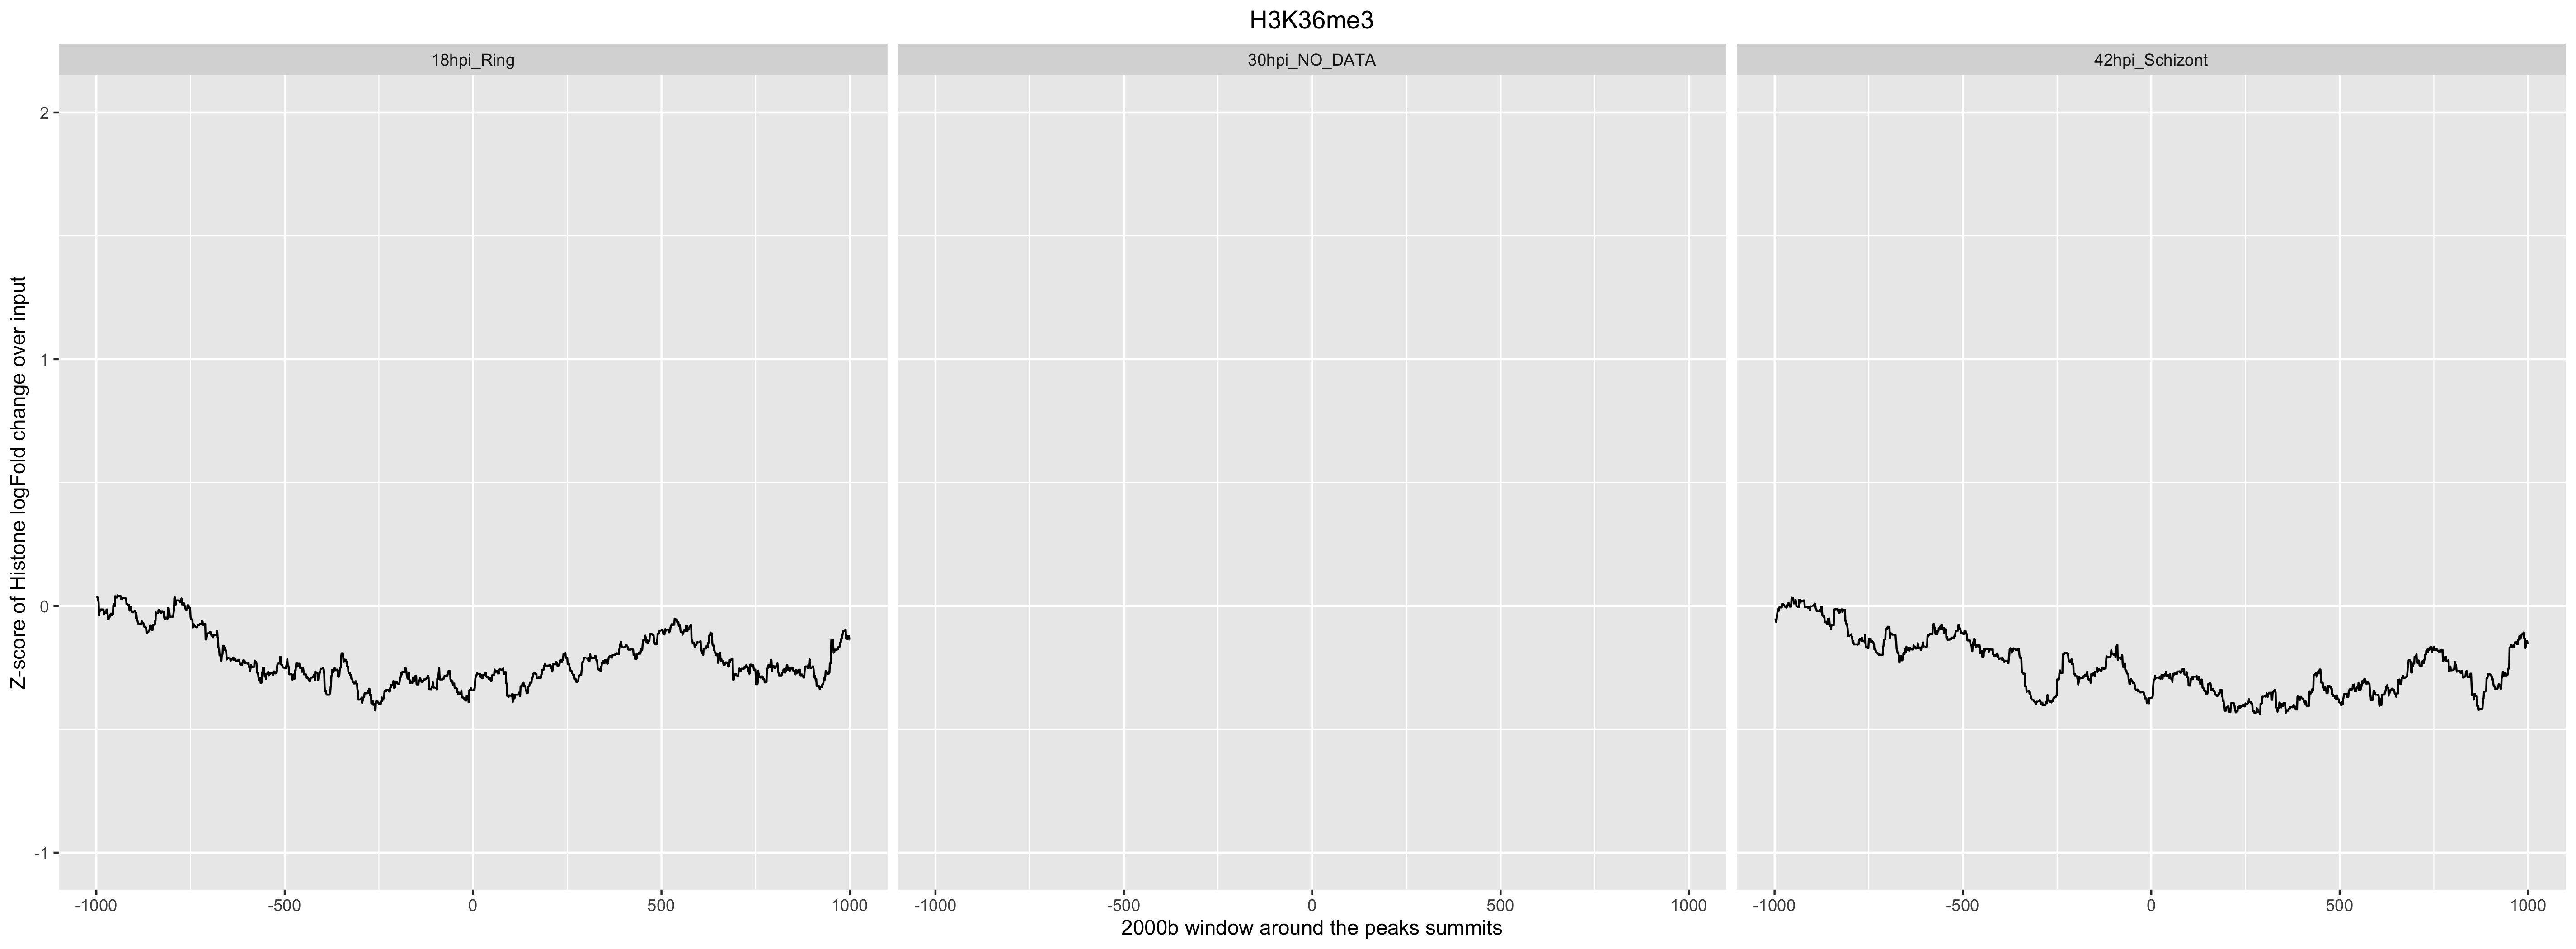 H3K36me3
18hpi_Ring
30hpi_NO_DATA
42hpi_Schizont
Z-score of Histone logFold change over input
2
1
0
-1
-1000 -500 0 500 1000
-1000 -500 0 500 1000
-1000 -500 0 500 1000
2000b window around the peaks summits